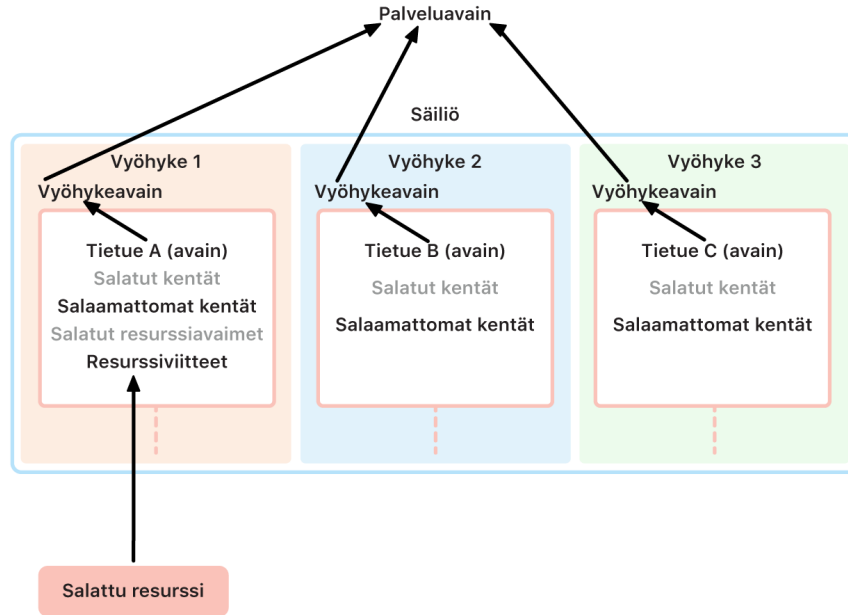 Palveluavain
Säiliö
Vyöhyke 1
Vyöhykeavain
Tietue A (avain)
Salatut kentät
Salaamattomat kentät
Salatut resurssiavaimet
Resurssiviitteet
Vyöhyke 2
Vyöhykeavain
Tietue B (avain)
Salatut kentät
Salaamattomat kentät
Vyöhyke 3
Vyöhykeavain
Tietue C (avain)
Salatut kentät
Salaamattomat kentät
Salattu resurssi